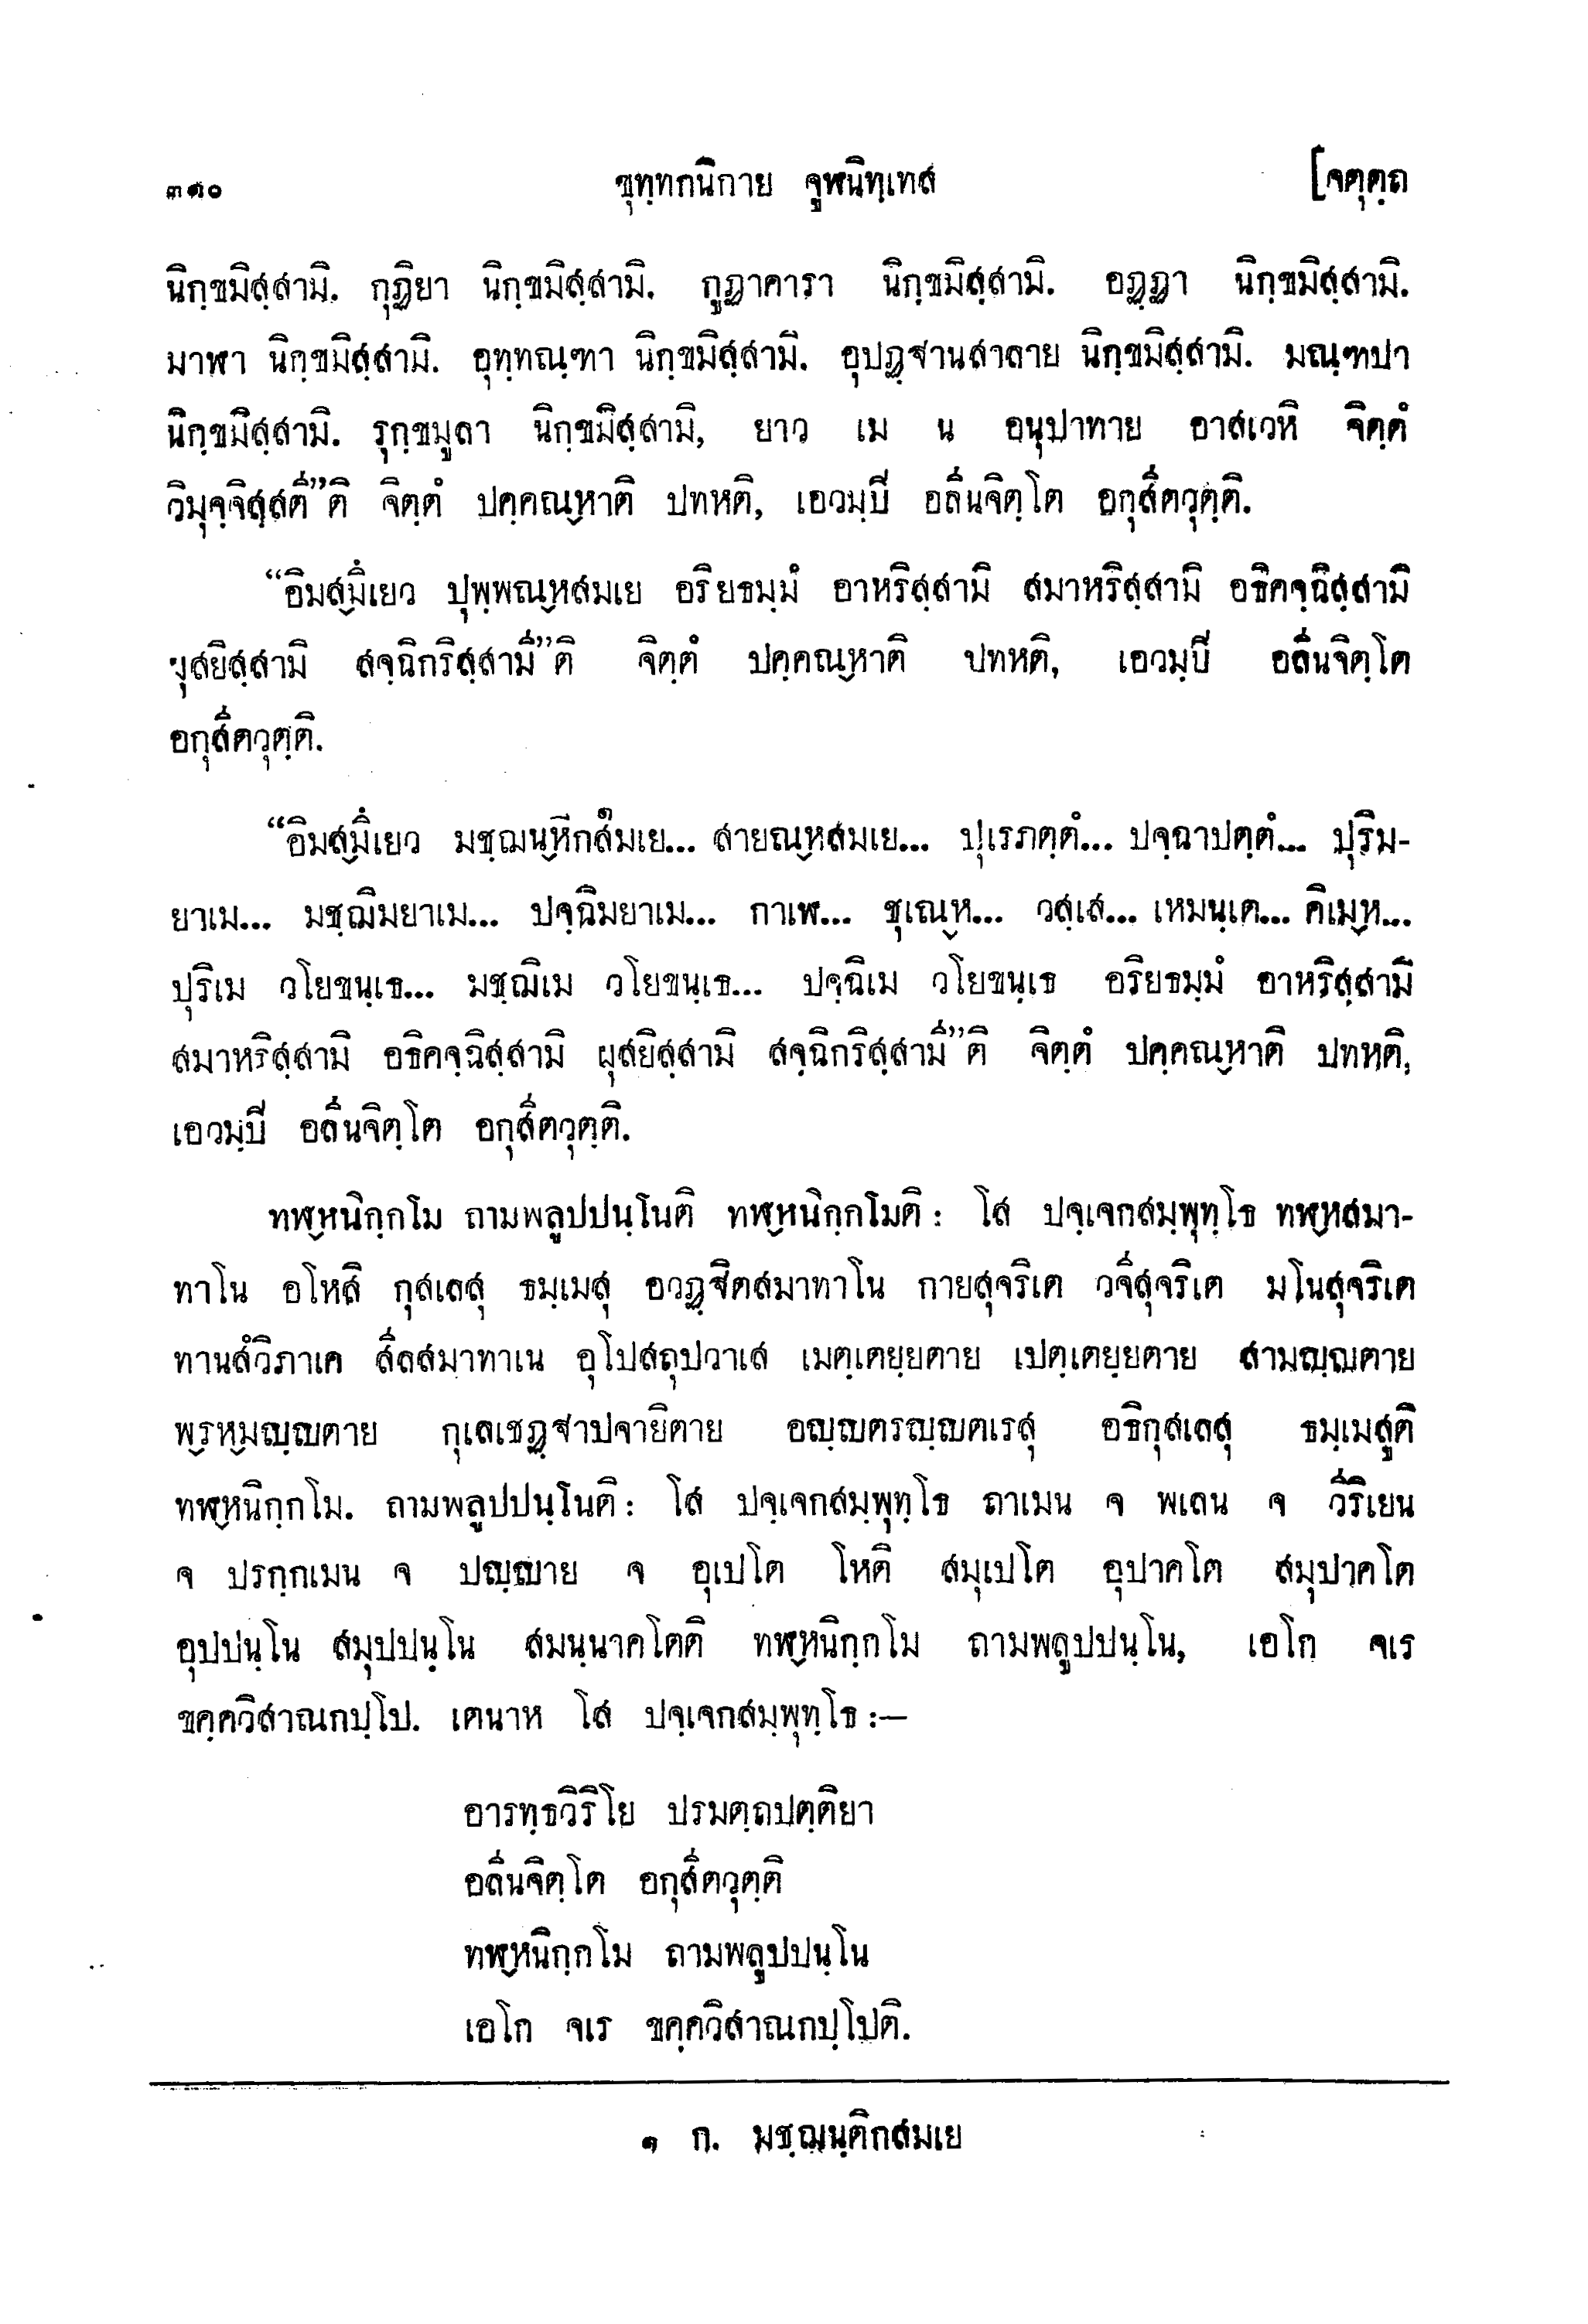 ๓๑๐ ขุทฺทกนิกาย จูฬนิทฺเทส [จตุตฺถ
นิกฺขมิสฺสามิ. กุฏิยา นิกฺขมิสฺสามิ. กูฏาคารา นิกฺขมิสฺสามิ. อฏฺฏา นิกฺขมิสฺสามิ.
มาฬา นิกฺขมิสฺสามิ. อุทฺทณฺฑา นิกฺขมิสฺสามิ. อุปฏฺฐานสาลาย นิกฺขมิสฺสามิ. มณฺฑปา
นิกฺขมิสฺสามิ. รุกฺขมูลา นิกฺขมิสฺสามิ, ยาว เม น อนุปาทาย อาสเวหิ จิตฺตํ
วิมุจฺจิสฺสตี”ติ จิตฺตํ ปคฺคณฺหาติ ปทหติ, เอวมฺปิ อลีนจิตฺโต อกุสีตวุตฺติ.
“อิมสฺมึเยว ปุพฺพณฺหสมเย อริยธมฺมํ อาหริสฺสามิ สมาหริสฺสามิ อธิคจฺฉิสฺสามิ
ผุสยิสฺสามิ สจฺฉิกริสฺสามี”ติ จิตฺตํ ปคฺคณฺหาติ ปทหติ, เอวมฺปิ อลีนจิตฺโต
อกุสีตวุตฺติ.
“อิมสฺมึเยว มชฺฌนฺหิกสมเย๑... สายณฺหสมเย... ปุเรภตฺตํ... ปจฺฉาปตฺตํ... ปุริม-
ยาเม... มชฺฌิมยาเม... ปจฺฉิมยาเม... กาเฬ... ชุเณฺห... วสฺเส... เหมนฺเต... คิเมฺห...
ปุริเม วโยขนฺเธ... มชฺฌิเม วโยขนฺเธ... ปจฺฉิเม วโยขนฺเธ อริยธมฺมํ อาหริสฺสามิ
สมาหริสฺสามิ อธิคจฺฉิสฺสามิ ผุสยิสฺสามิ สจฺฉิกริสฺสามี”ติ จิตฺตํ ปคฺคณฺหาติ ปทหติ,
เอวมฺปิ อลีนจิตฺโต อกุสีตวุตฺติ.
ทฬฺหนิกฺกโม ถามพลูปปนฺโนติ ทฬฺหนิกฺกโมติ : โส ปจฺเจกสมฺพุทฺโธ ทฬฺหสมา-
ทาโน อโหสิ กุสเลสุ ธมฺเมสุ อวฏฺฐิตสมาทาโน กายสุจริเต วจีสุจริเต มโนสุจริเต
ทานสํวิภาเค สีลสมาทาเน อุโปสถุปวาเส เมตฺเตยฺยตาย เปตฺเตยฺยตาย สามญฺญตาย
พฺรหฺมญฺญตาย กุเลเชฏฺฐาปจายิตาย อญฺญตรญฺญตเรสุ อธิกุสเลสุ ธมฺเมสูติ
ทฬฺหนิกฺกโม. ถามพลูปปนฺโนติ : โส ปจฺเจกสมฺพุทฺโธ ถาเมน จ พเลน จ วีริเยน
จ ปรกฺกเมน จ ปญฺญาย จ อุเปโต โหติ สมุเปโต อุปาคโต สมุปาคโต
อุปปนฺโน สมุปปนฺโน สมนฺนาคโตติ ทฬฺหนิกฺกโม ถามพลูปปนฺโน, เอโก จเร
ขคฺควิสาณกปฺโป. เตนาห โส ปจฺเจกสมฺพุทฺโธ :—
อารทฺธวิริโย ปรมตฺถปตฺติยา
อลีนจิตฺโต อกุสีตวุตฺติ
ทฬฺหนิกฺกโม ถามพลูปปนฺโน
เอโก จเร ขคฺควิสาณกปฺโปติ.
๑ ก. มชฺฌนฺติกสมเย